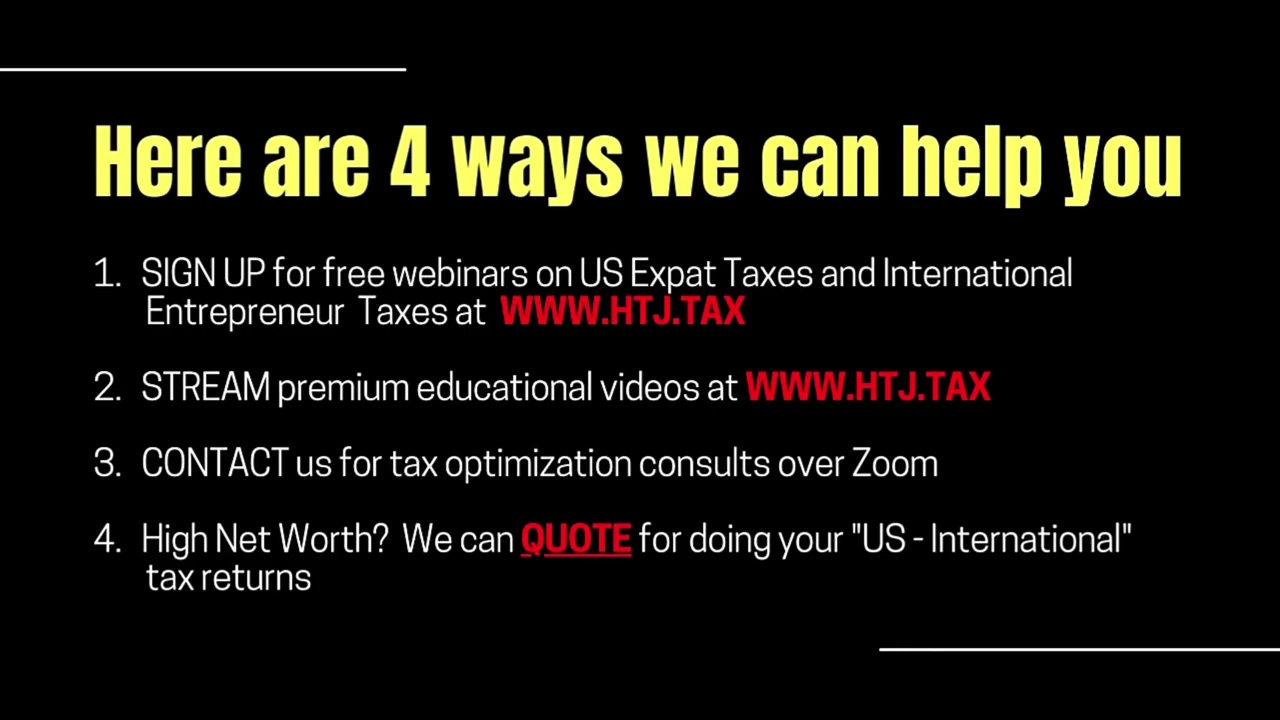 Here are 4 ways we can help you
1. SIGN UP for free webinars on US Expat Taxes and International
Entrepreneur Taxes at WWW.HTJ.TAX
2. STREAM premium educational videos at WWW.HTJ.TAX
3. CONTACT us for tax optimization consults over Zoom
4. High Net Worth? We can QUOTE for doing your "US - International"
tax returns